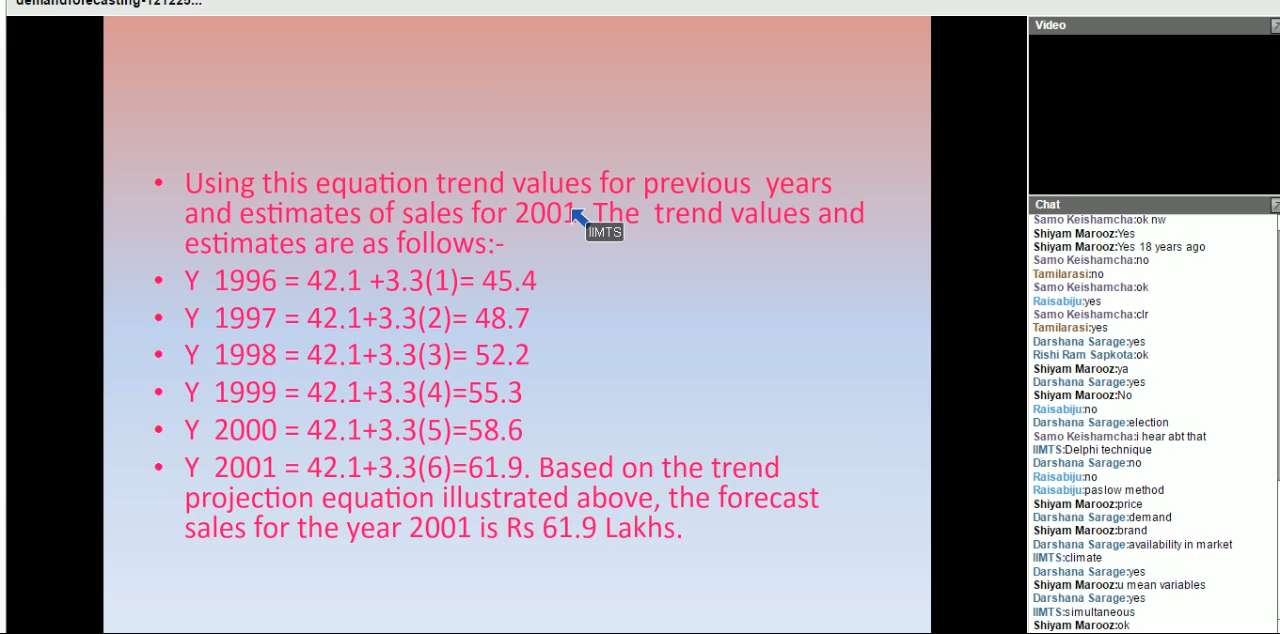 demandforecasting-121225...
• Using this equation trend values for previous years
and estimates of sales for 2001. The trend values and
estimates are as follows:-
• Y 1996 = 42.1 +3.3(1)= 45.4
• Y 1997 = 42.1+3.3(2)= 48.7
• Y 1998 = 42.1+3.3(3)= 52.2
• Y 1999 = 42.1+3.3(4)=55.3
• Y 2000 = 42.1+3.3(5)=58.6
• Y 2001 = 42.1+3.3(6)=61.9. Based on the trend
projection equation illustrated above, the forecast
sales for the year 2001 is Rs 61.9 Lakhs.
IIMTS
Video
Chat
Samo Keishamcha:ok nw
Shiyam Marooz:Yes
Shiyam Marooz:Yes 18 years ago
Samo Keishamcha:no
Tamilarasi:no
Samo Keishamcha:ok
Raisabiju:yes
Samo Keishamcha:clr
Tamilarasi:yes
Darshana Sarage:yes
Rishi Ram Sapkota:ok
Shiyam Marooz:ya
Darshana Sarage:yes
Shiyam Marooz:No
Raisabiju:no
Darshana Sarage:election
Samo Keishamcha:i hear abt that
IIMTS:Delphi technique
Darshana Sarage:no
Raisabiju:no
Raisabiju:paslow method
Shiyam Marooz:price
Darshana Sarage:demand
Shiyam Marooz:brand
Darshana Sarage:availability in market
IIMTS:climate
Darshana Sarage:yes
Shiyam Marooz:u mean variables
Darshana Sarage:yes
IIMTS:simultaneous
Shiyam Marooz:ok